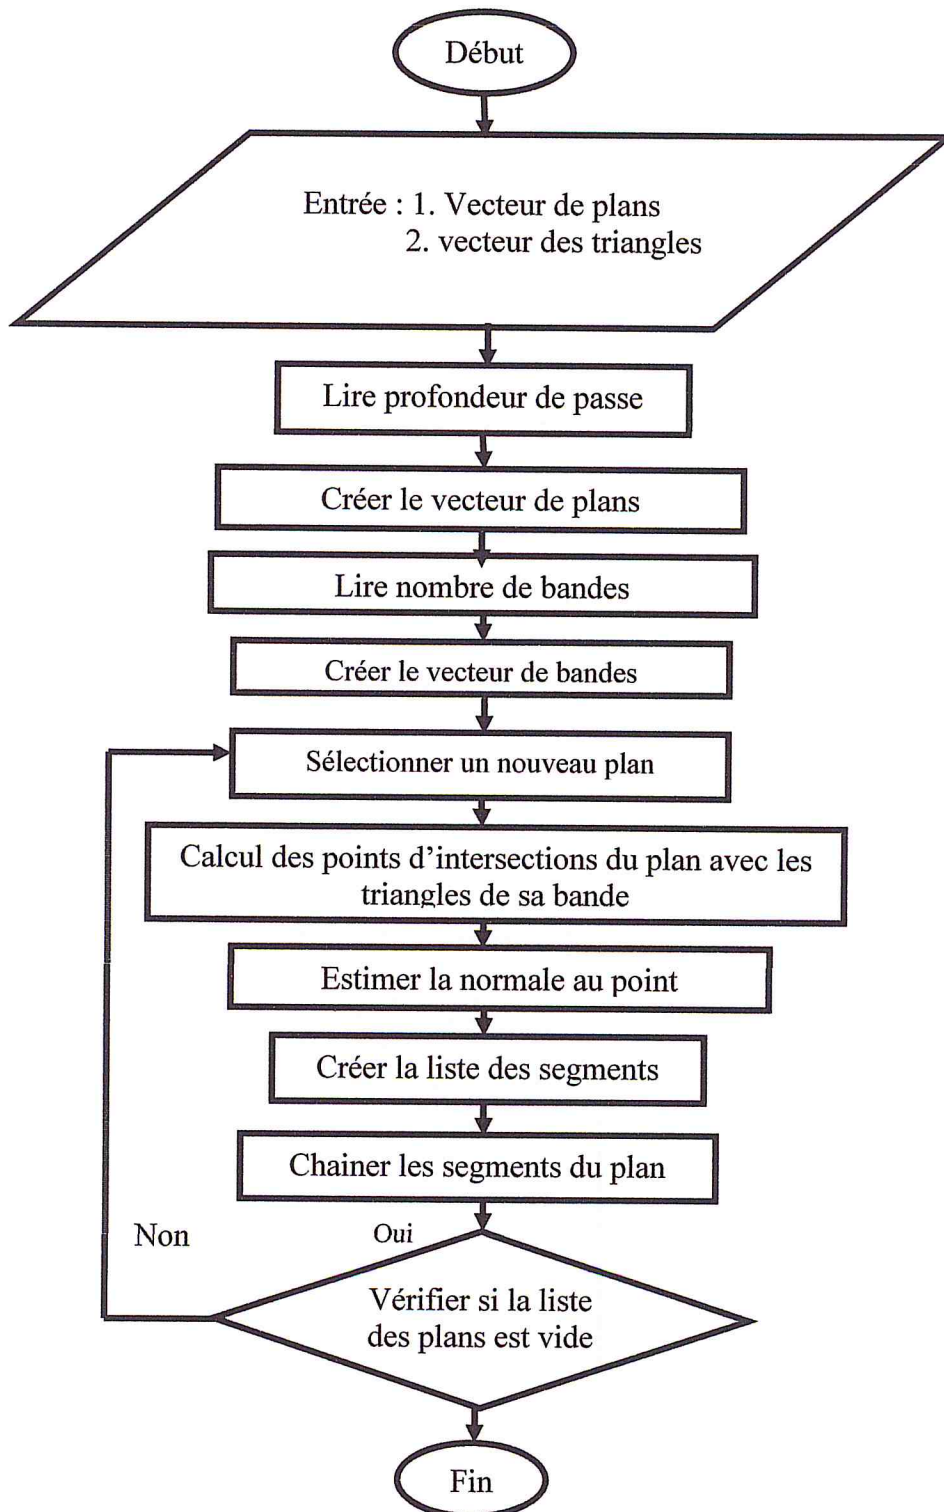 Début
Entrée : 1. Vecteur de plans
2. vecteur des triangles
Lire profondeur de passe
Créer le vecteur de plans
Lire nombre de bandes
Créer le vecteur de bandes
Sélectionner un nouveau plan
Calcul des points d'intersections du plan avec les
triangles de sa bande
Estimer la normale au point
Créer la liste des segments
Chainer les segments du plan
Non
Oui
Vérifier si la liste
des plans est vide
Fin